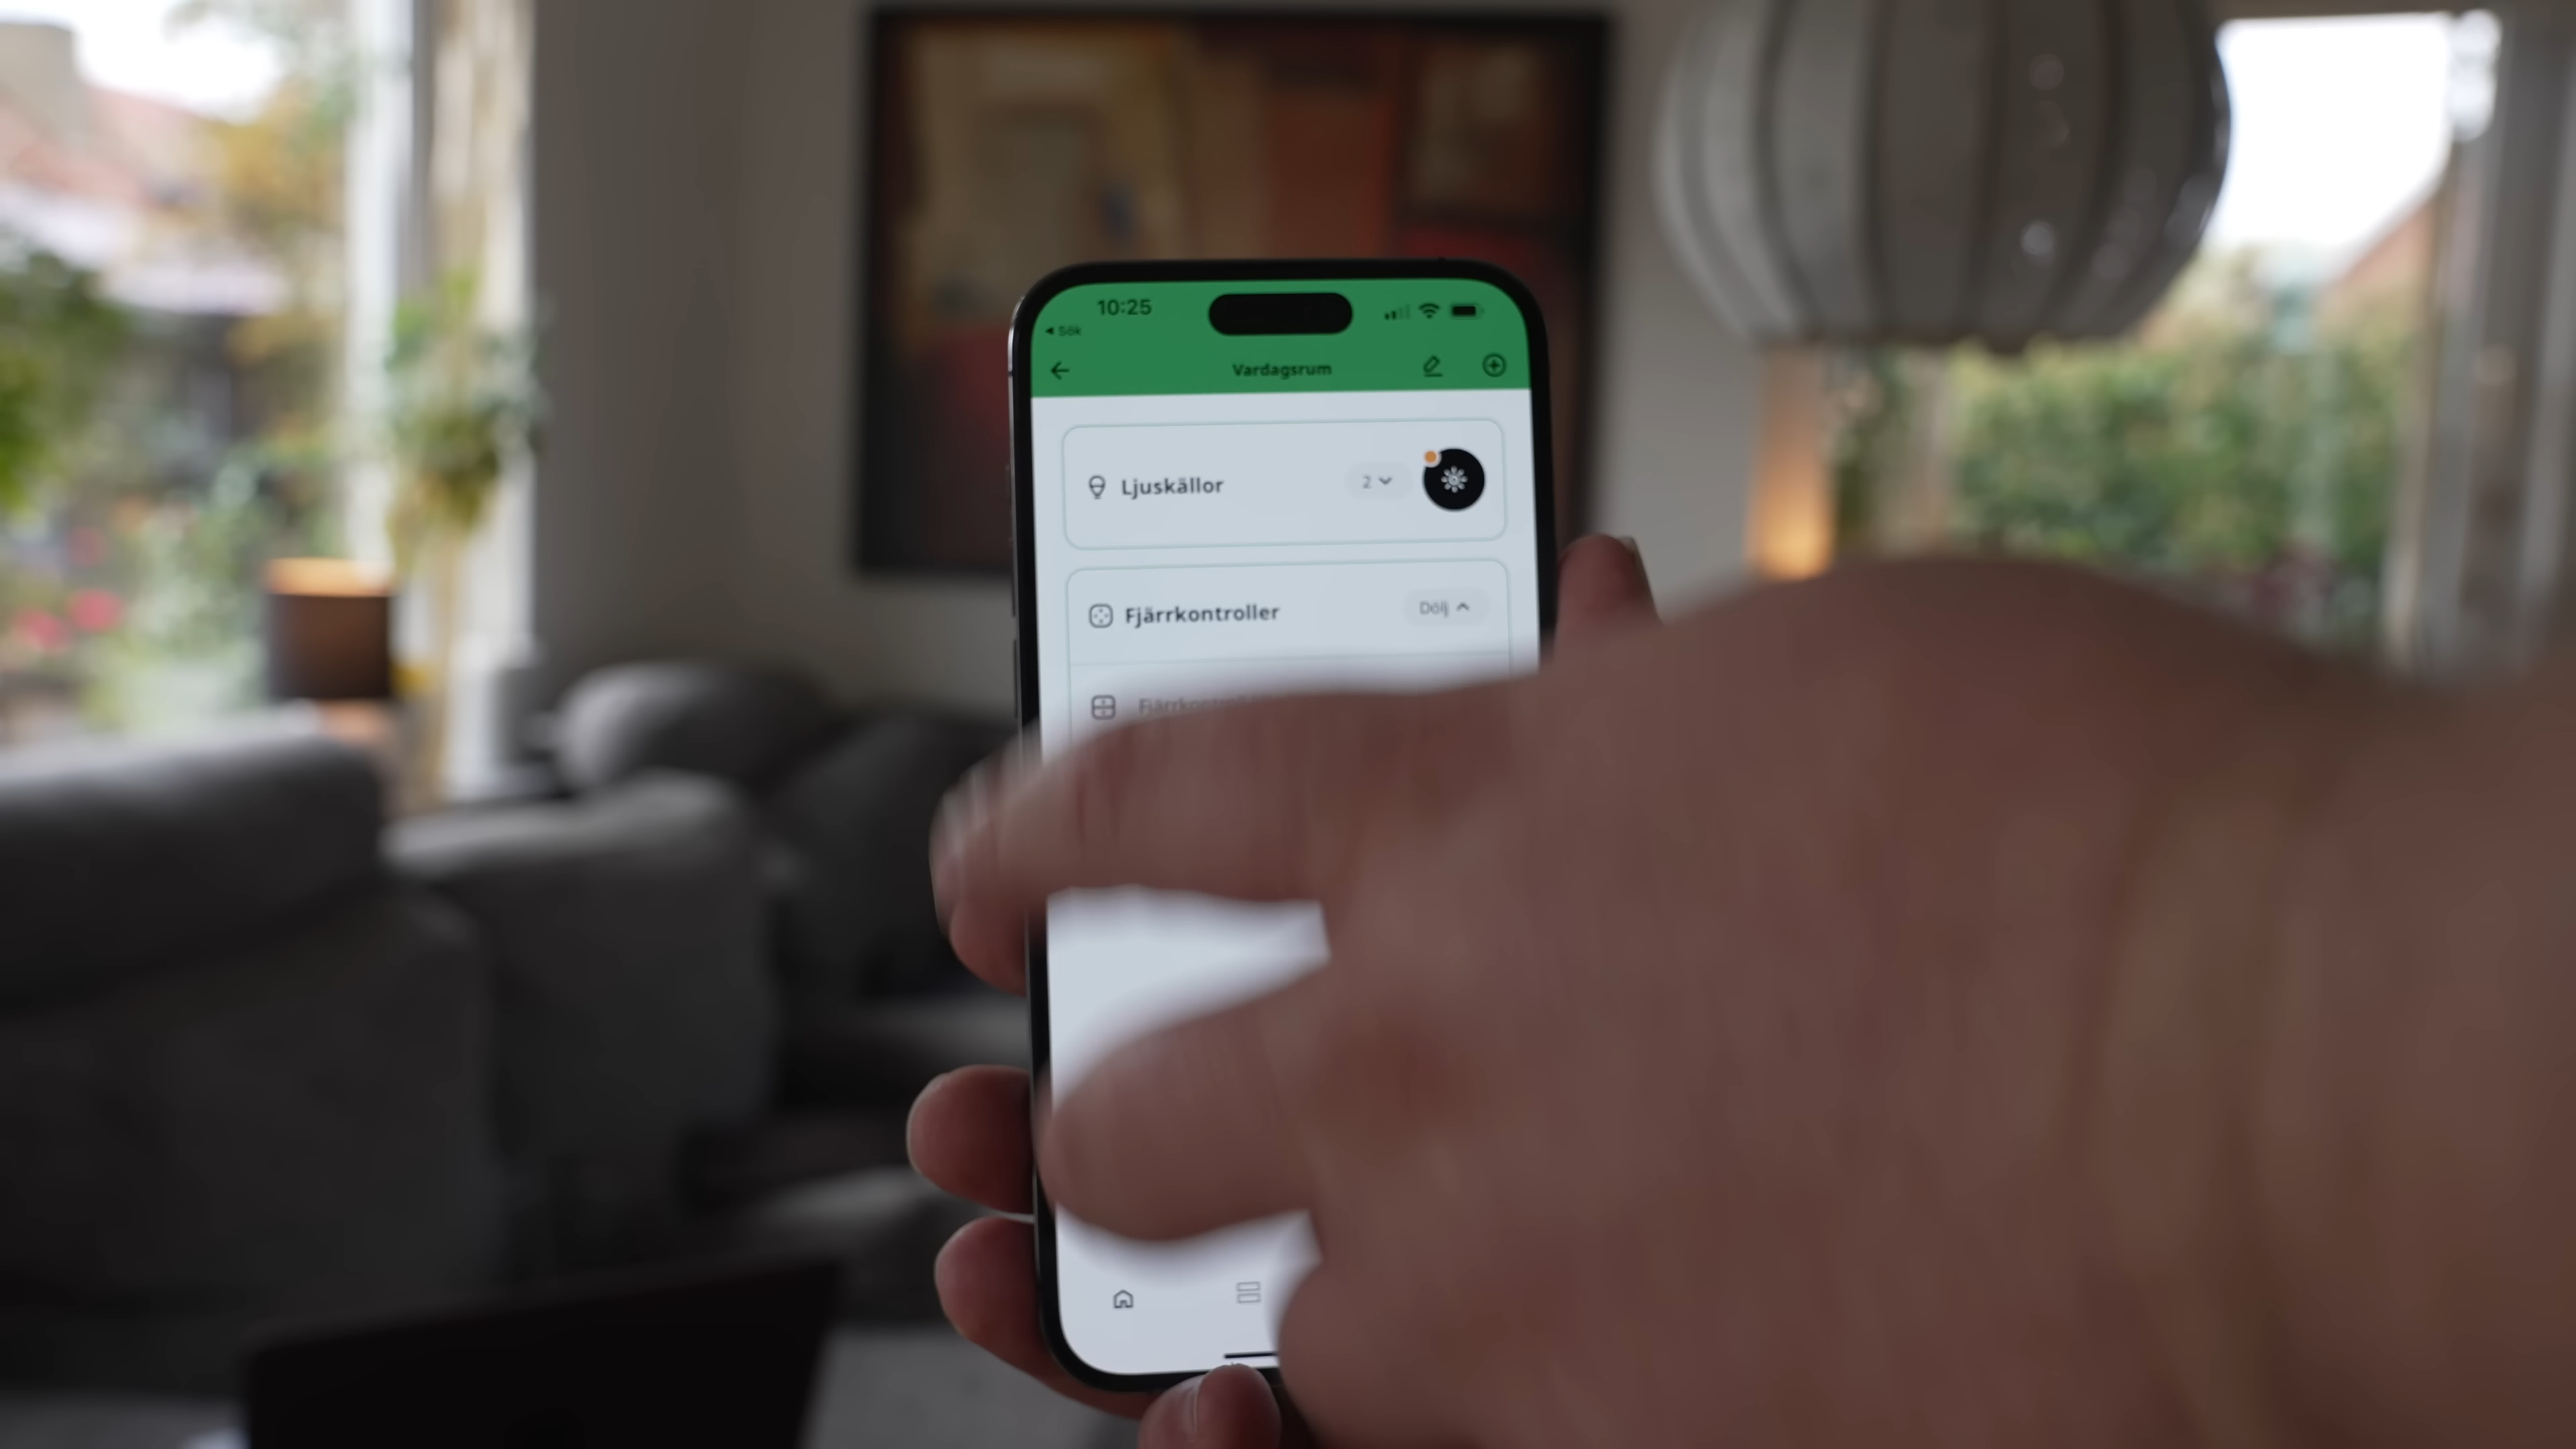 10:25
◀ Sök
Vardagsrum
Ljuskällor
2
Fjärrkontroller
Dölj